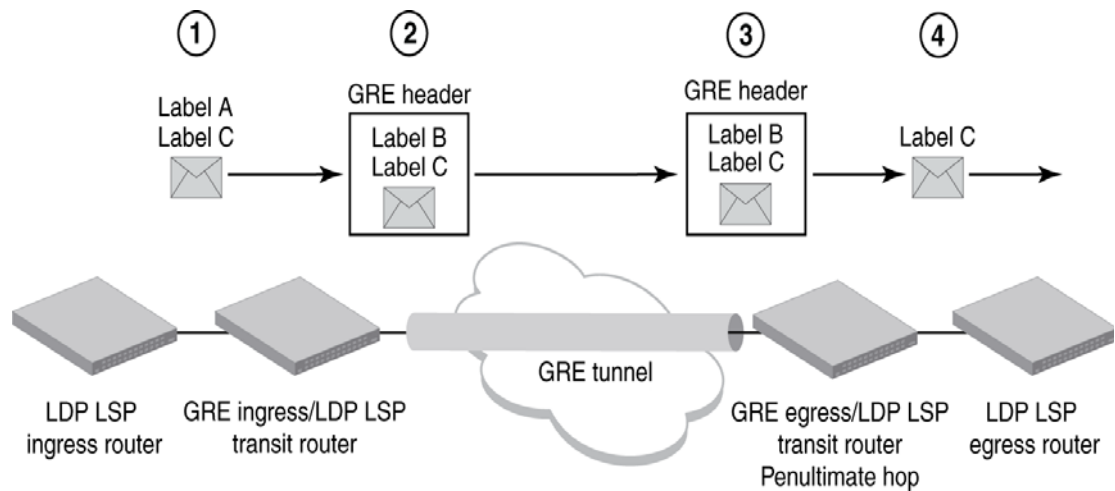 1
2
3
4
Label A
Label C
GRE header
Label B
Label C
GRE header
Label B
Label C
Label C
GRE tunnel
LDP LSP
ingress router
GRE ingress/LDP LSP
transit router
GRE egress/LDP LSP
transit router
Penultimate hop
LDP LSP
egress router